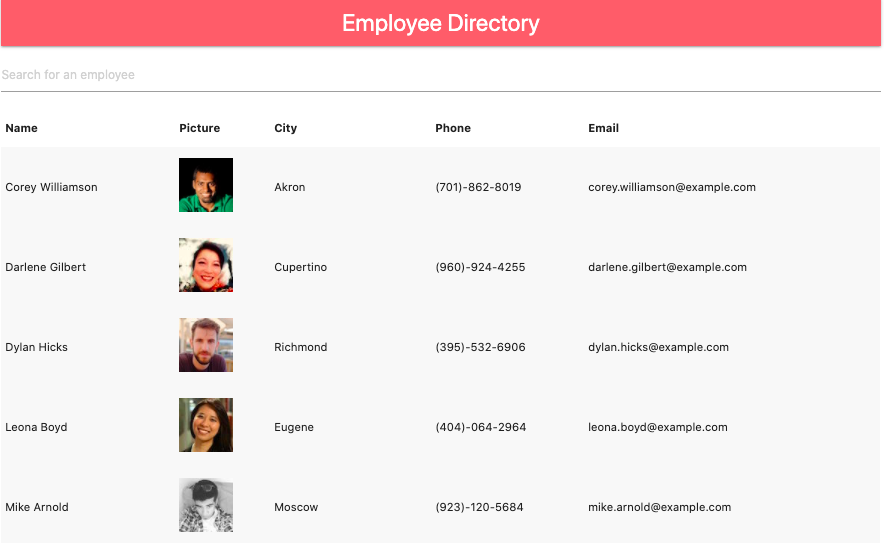 Employee Directory
Search for an employee
Name Picture City Phone Email
Corey Williamson Akron (701)-862-8019 corey.williamson@example.com
Darlene Gilbert Cupertino (960)-924-4255 darlene.gilbert@example.com
Dylan Hicks Richmond (395)-532-6906 dylan.hicks@example.com
Leona Boyd Eugene (404)-064-2964 leona.boyd@example.com
Mike Arnold Moscow (923)-120-5684 mike.arnold@example.com